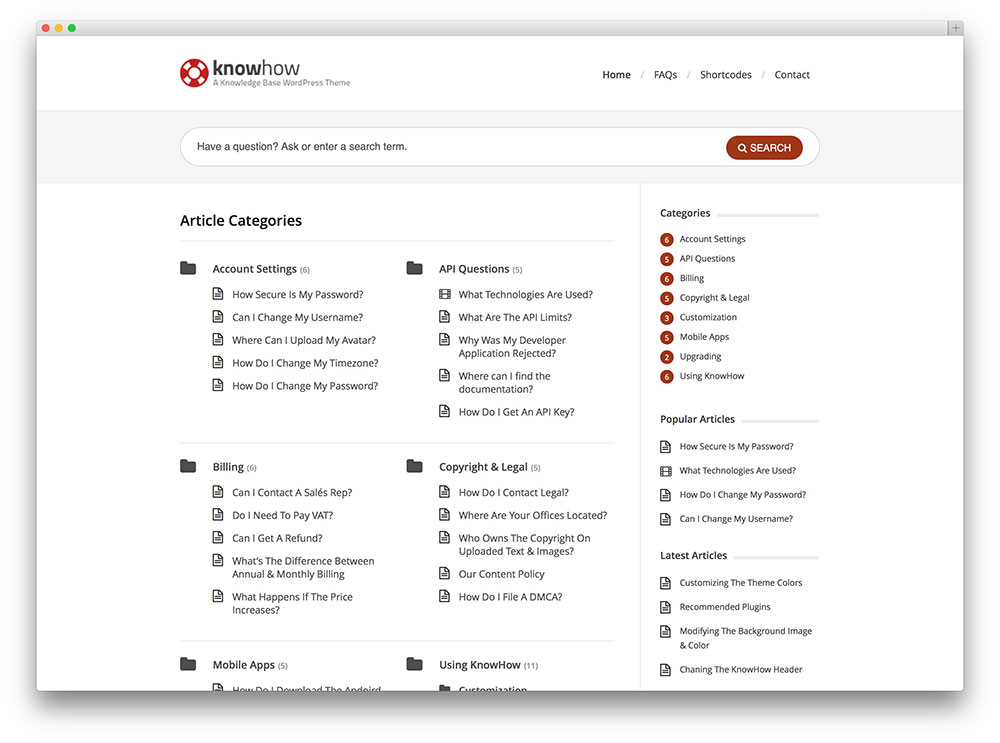 knowhow
A Knowledge Base WordPress Theme
Home / FAQs / Shortcodes / Contact
Have a question? Ask or enter a search term.
SEARCH
Article Categories
Account Settings (6)
How Secure Is My Password?
Can I Change My Username?
Where Can I Upload My Avatar?
How Do I Change My Timezone?
How Do I Change My Password?
API Questions (5)
What Technologies Are Used?
What Are The API Limits?
Why Was My Developer
Application Rejected?
Where can I find the
documentation?
How Do I Get An API Key?
Billing (6)
Can I Contact A Salés Rep?
Do I Need To Pay VAT?
Can I Get A Refund?
What's The Difference Between
Annual & Monthly Billing
What Happens If The Price
Increases?
Copyright & Legal (5)
How Do I Contact Legal?
Where Are Your Offices Located?
Who Owns The Copyright On
Uploaded Text & Images?
Our Content Policy
How Do I File A DMCA?
Mobile Apps (5)
How Do I Download The Andoird
Using KnowHow (11)
Customization
Categories
6 Account Settings
5 API Questions
6 Billing
5 Copyright & Legal
3 Customization
5 Mobile Apps
2 Upgrading
6 Using KnowHow
Popular Articles
How Secure Is My Password?
What Technologies Are Used?
How Do I Change My Password?
Can I Change My Username?
Latest Articles
Customizing The Theme Colors
Recommended Plugins
Modifying The Background Image
& Color
Chaning The KnowHow Header